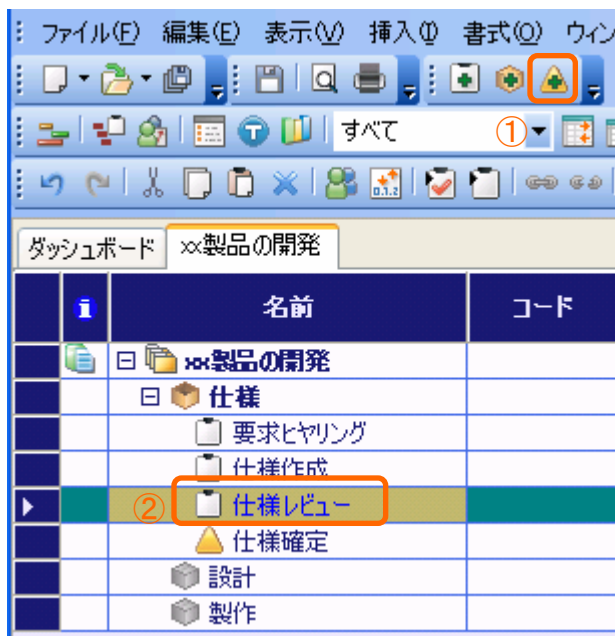 ファイル(F) 編集(E) 表示(V) 挿入(I) 書式(O) ウィン
すべて ①
ダッシュボード xx製品の開発
名前 コード
xx製品の開発
仕様
要求ヒヤリング
仕様作成
② 仕様レビュー
仕様確定
設計
製作